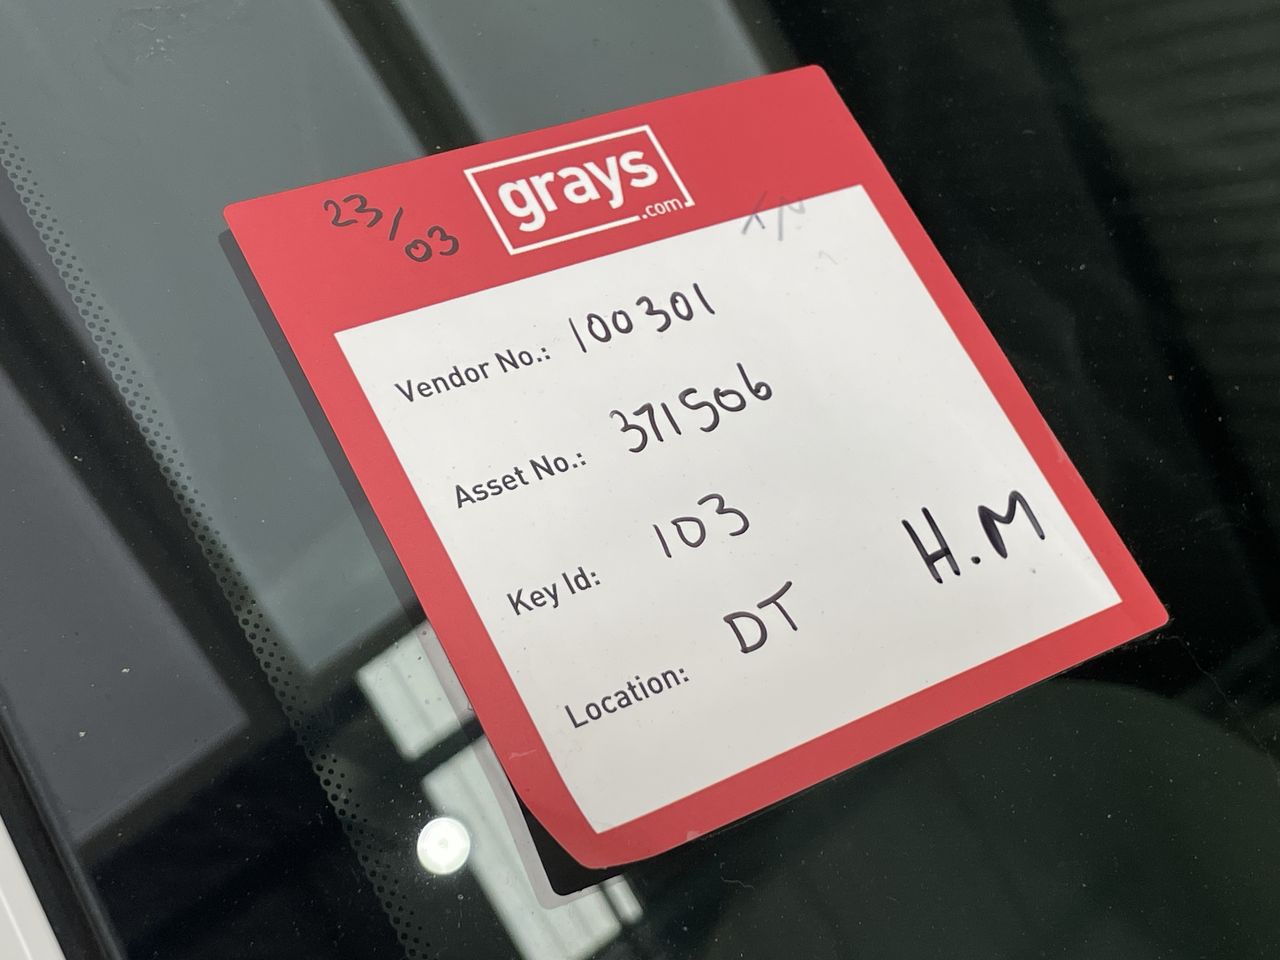 23/03
grays
.com
Vendor No.: 100301
Asset No.: 371506
Key Id: 103
H.M
Location: DT